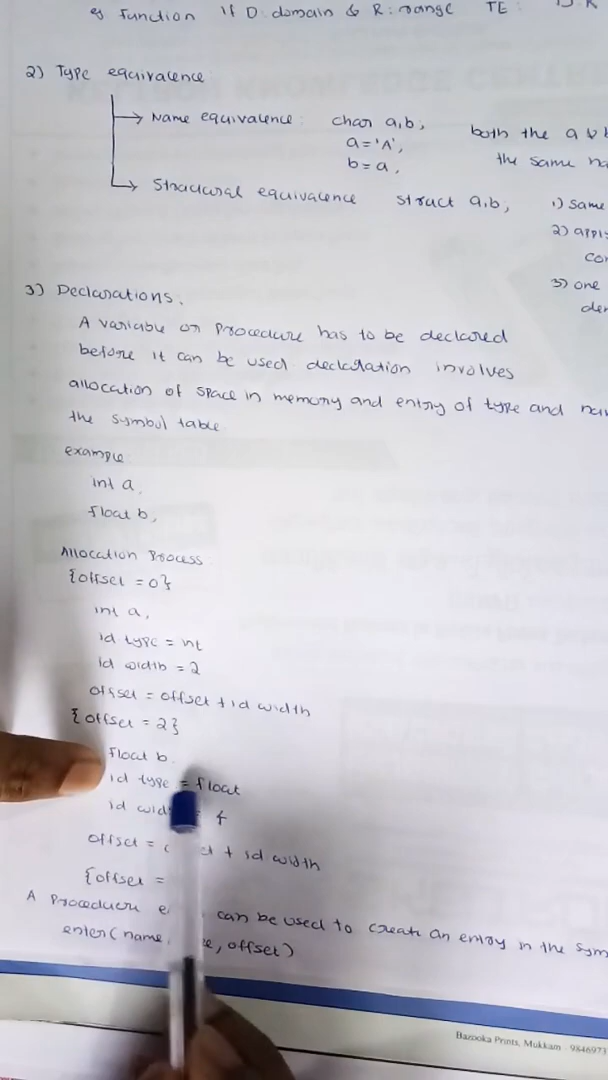 eg function if D: domain & R: range TE:
2) Type equivalence
Name equivalence: char a,b; both the a & b
a='A', the same na
b=a,
Structural equivalence struct a,b; 1) same
2) appl
con
3) one
der
3) Declarations.
A variable or procedure has to be declared
before it can be used declaration involves
allocation of space in memory and entry of type and nam
the symbol table
example
int a,
float b,
Allocation Process
{offset = 0}
int a,
id type = int
id width = 2
offset = offset + id width
{offset = 2}
float b.
id type = float
id wid 4
offset = + id width
{offset =
A procedure can be used to create an entry in the sym
enter(name, offset)
Bazooka Prints, Mukkam 9846973